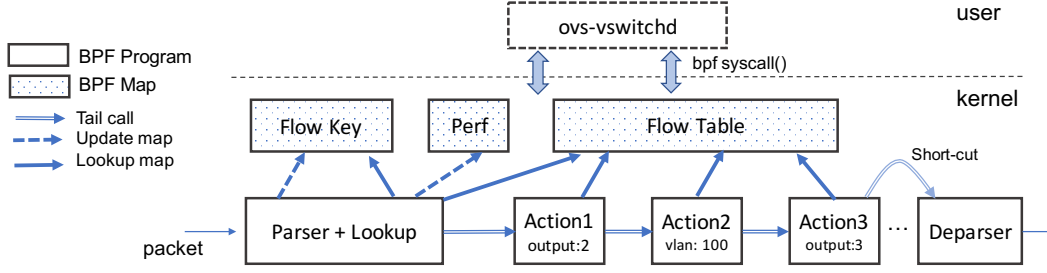 user
ovs-vswitchd
BPF Program
bpf syscall()
BPF Map
kernel
Tail call
Flow Key
Perf
Flow Table
Update map
Lookup map
Short-cut
packet
Parser + Lookup
Action1
output:2
Action2
vlan: 100
Action3
output:3
...
Deparser